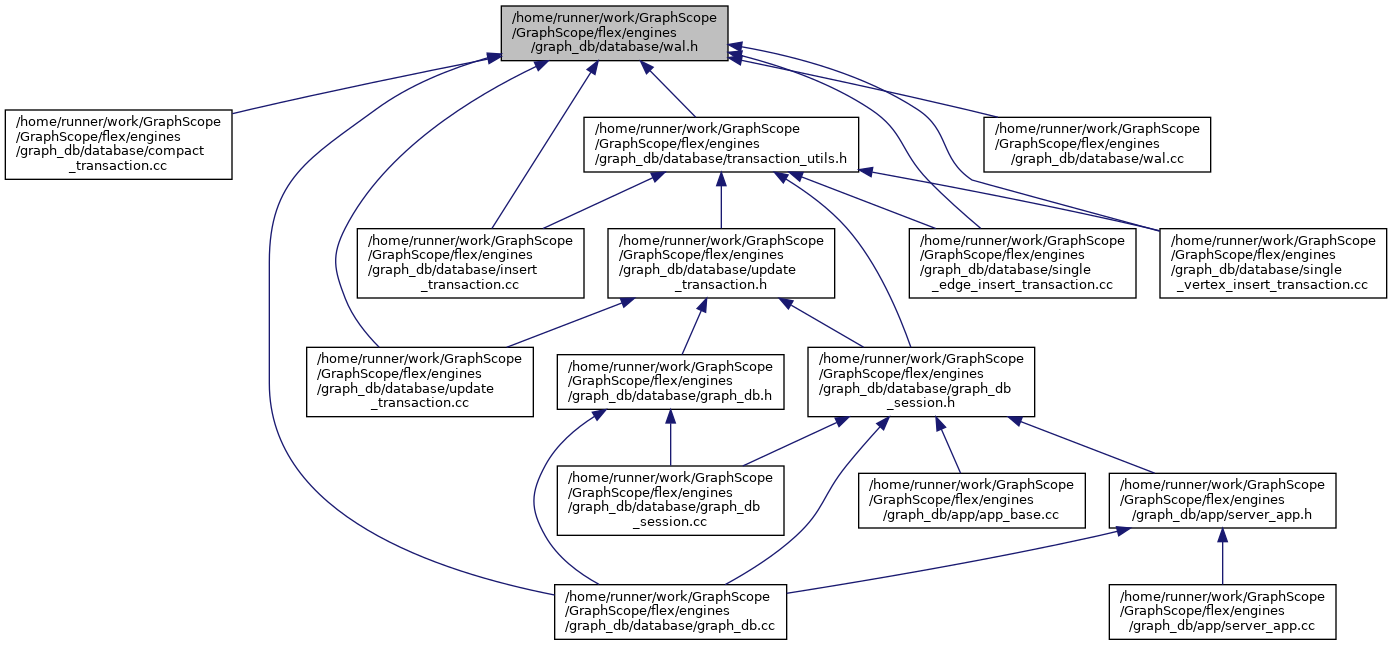 /home/runner/work/GraphScope
/GraphScope/flex/engines
/graph_db/database/wal.h
/home/runner/work/GraphScope
/GraphScope/flex/engines
/graph_db/database/compact
_transaction.cc
/home/runner/work/GraphScope
/GraphScope/flex/engines
/graph_db/database/transaction_utils.h
/home/runner/work/GraphScope
/GraphScope/flex/engines
/graph_db/database/wal.cc
/home/runner/work/GraphScope
/GraphScope/flex/engines
/graph_db/database/insert
_transaction.cc
/home/runner/work/GraphScope
/GraphScope/flex/engines
/graph_db/database/update
_transaction.h
/home/runner/work/GraphScope
/GraphScope/flex/engines
/graph_db/database/single
_edge_insert_transaction.cc
/home/runner/work/GraphScope
/GraphScope/flex/engines
/graph_db/database/single
_vertex_insert_transaction.cc
/home/runner/work/GraphScope
/GraphScope/flex/engines
/graph_db/database/update
_transaction.cc
/home/runner/work/GraphScope
/GraphScope/flex/engines
/graph_db/database/graph_db.h
/home/runner/work/GraphScope
/GraphScope/flex/engines
/graph_db/database/graph_db
_session.h
/home/runner/work/GraphScope
/GraphScope/flex/engines
/graph_db/database/graph_db
_session.cc
/home/runner/work/GraphScope
/GraphScope/flex/engines
/graph_db/app/app_base.cc
/home/runner/work/GraphScope
/GraphScope/flex/engines
/graph_db/app/server_app.h
/home/runner/work/GraphScope
/GraphScope/flex/engines
/graph_db/database/graph_db.cc
/home/runner/work/GraphScope
/GraphScope/flex/engines
/graph_db/app/server_app.cc